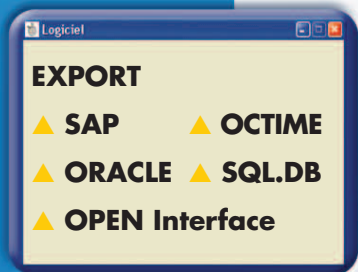 Logiciel
EXPORT
SAP OCTIME
ORACLE SQL.DB
OPEN Interface